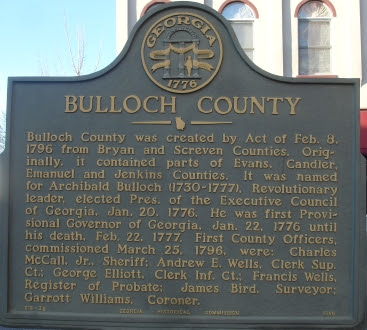 GEORGIA
1776
BULLOCH COUNTY
Bulloch County was created by Act of Feb. 8,
1796 from Bryan and Screven Counties. Orig-
inally, it contained parts of Evans, Candler,
Emanuel and Jenkins Counties. It was named
for Archibald Bulloch (1730-1777), Revolutionary
leader, elected Pres. of the Executive Council
of Georgia, Jan. 20, 1776. He was first Provi-
sional Governor of Georgia, Jan. 22, 1776 until
his death, Feb. 22, 1777. First County Officers,
commissioned March 25, 1796, were: Charles
McCall, Jr., Sheriff; Andrew E. Wells, Clerk Sup.
Ct.; George Elliott, Clerk Inf. Ct.; Francis Wells,
Register of Probate; James Bird, Surveyor;
Garrott Williams, Coroner.
GEORGIA HISTORICAL COMMISSION